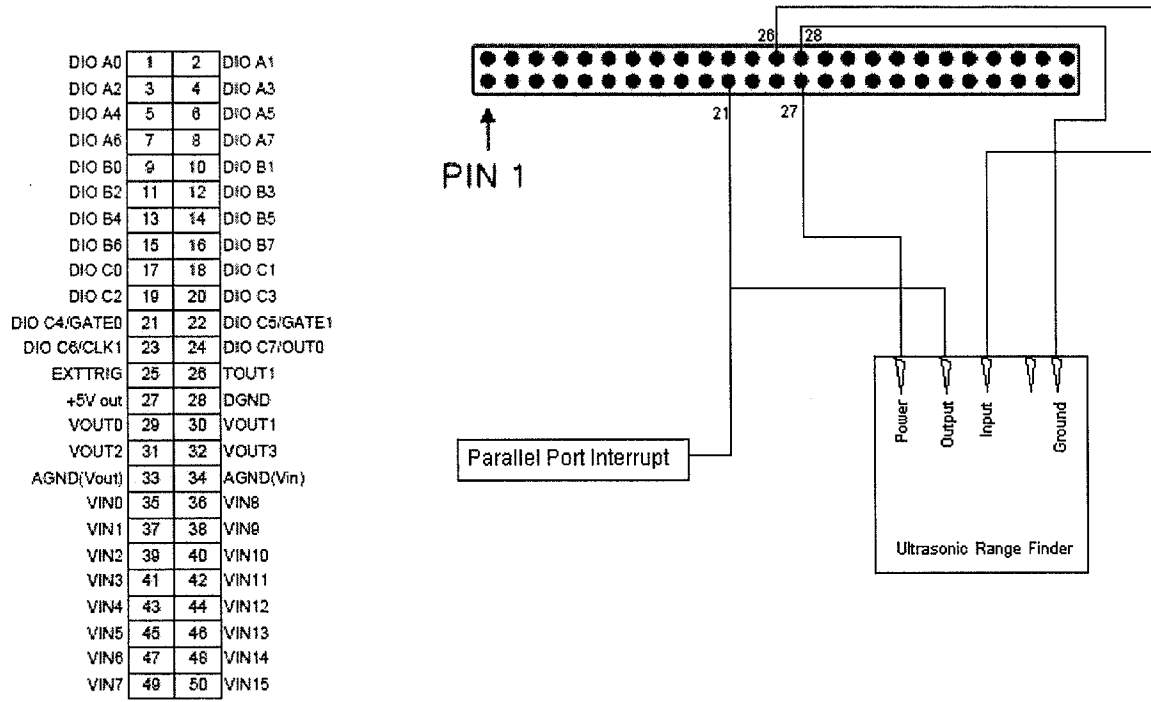 DIO A0 1 2 DIO A1
DIO A2 3 4 DIO A3
DIO A4 5 6 DIO A5
DIO A6 7 8 DIO A7
DIO B0 9 10 DIO B1
DIO B2 11 12 DIO B3
DIO B4 13 14 DIO B5
DIO B6 15 16 DIO B7
DIO C0 17 18 DIO C1
DIO C2 19 20 DIO C3
DIO C4/GATE0 21 22 DIO C5/GATE1
DIO C6/CLK1 23 24 DIO C7/OUT0
EXTTRIG 25 26 TOUT1
+5V out 27 28 DGND
VOUT0 29 30 VOUT1
VOUT2 31 32 VOUT3
AGND(Vout) 33 34 AGND(Vin)
VIN0 35 36 VIN8
VIN1 37 38 VIN9
VIN2 39 40 VIN10
VIN3 41 42 VIN11
VIN4 43 44 VIN12
VIN5 45 46 VIN13
VIN6 47 48 VIN14
VIN7 49 50 VIN15
26 28
21 27
PIN 1
Parallel Port Interrupt
Power
Output
Input
Ground
Ultrasonic Range Finder